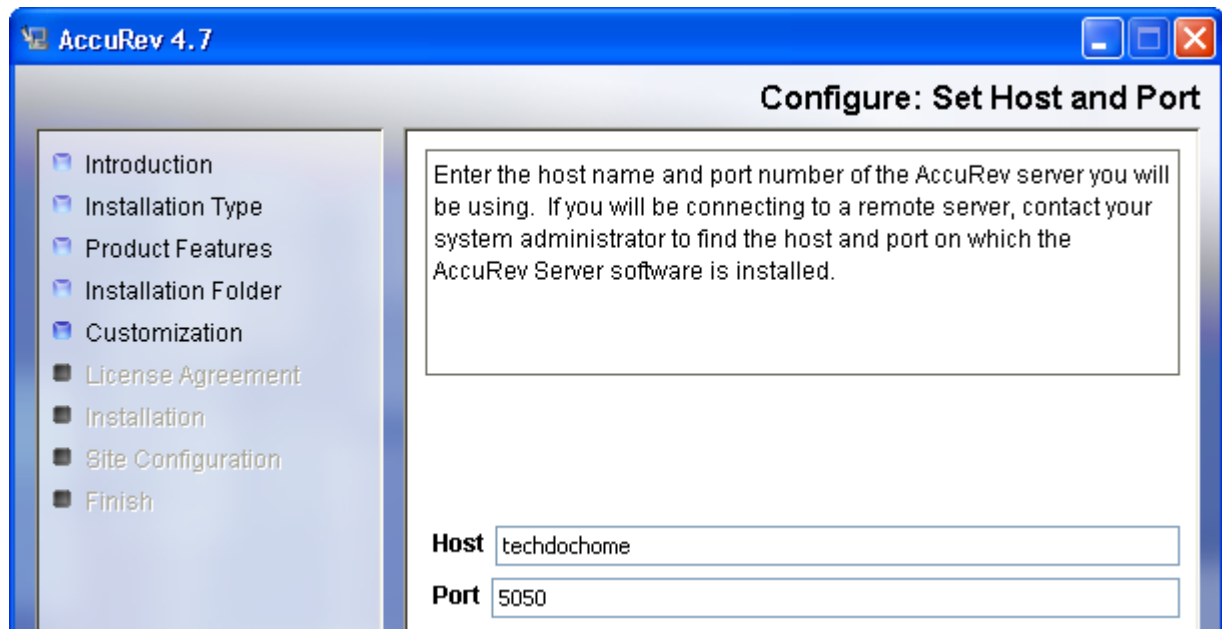 AccuRev 4.7
Configure: Set Host and Port
Introduction
Installation Type
Product Features
Installation Folder
Customization
License Agreement
Installation
Site Configuration
Finish
Enter the host name and port number of the AccuRev server you will
be using.  If you will be connecting to a remote server, contact your
system administrator to find the host and port on which the
AccuRev Server software is installed.
Host techdochome
Port 5050